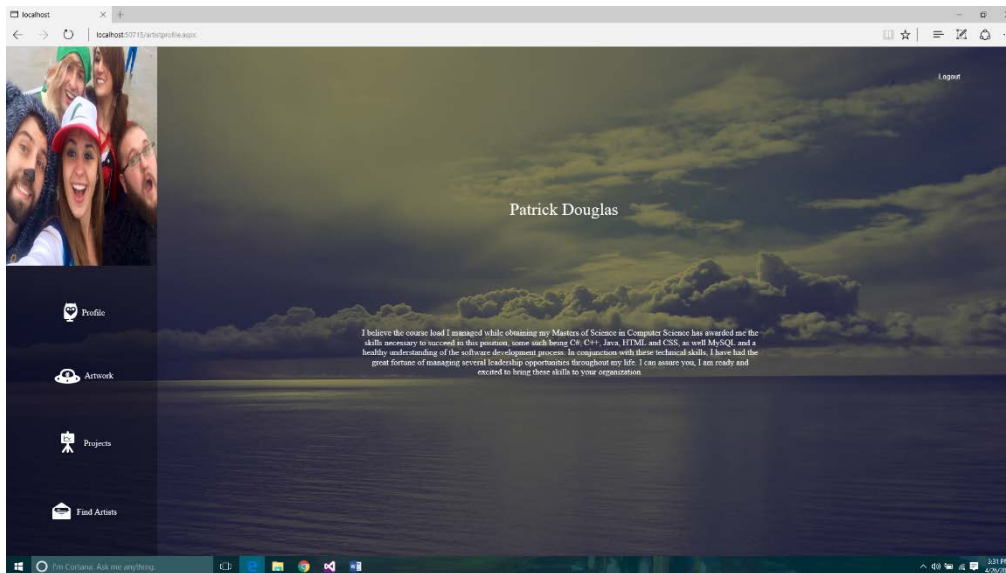 localhost
localhost:50715/artistprofile.aspx
Logout
Patrick Douglas
I believe the course load I managed while obtaining my Masters of Science in Computer Science has awarded me the
skills necessary to succeed in this position, some such being C#, C++, Java, HTML and CSS, as well MySQL and a
healthy understanding of the software development process. In conjunction with these technical skills, I have had the
great fortune of managing several leadership opportunities throughout my life. I can assure you, I am ready and
excited to bring these skills to your organization
Profile
Artwork
Projects
Find Artists
I'm Cortana. Ask me anything.
3:31 PM